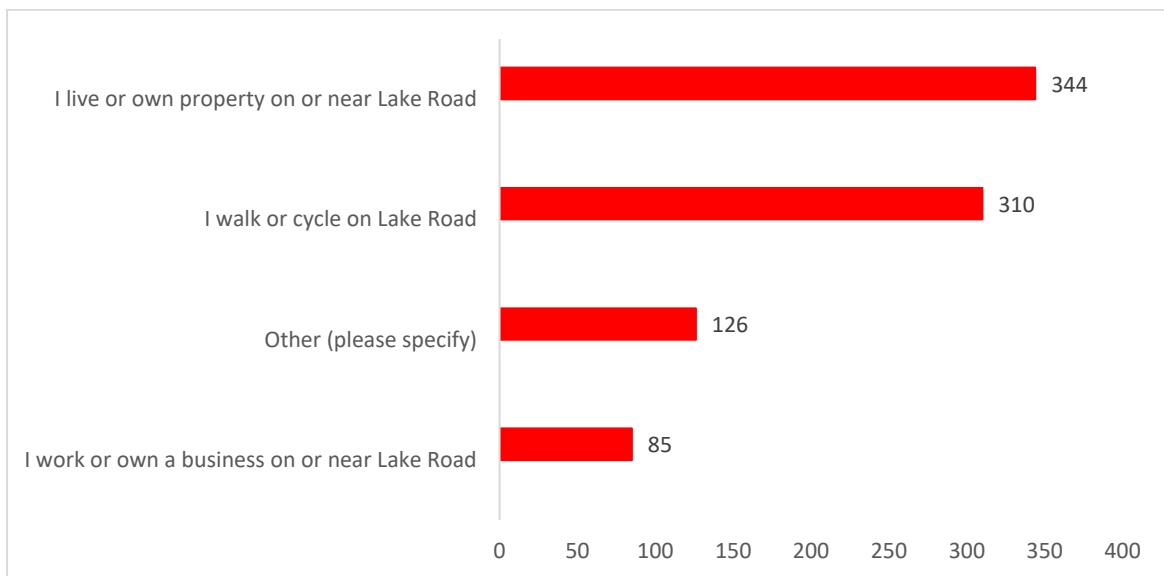 I live or own property on or near Lake Road
344
I walk or cycle on Lake Road
310
Other (please specify)
126
I work or own a business on or near Lake Road
85
0 50 100 150 200 250 300 350 400